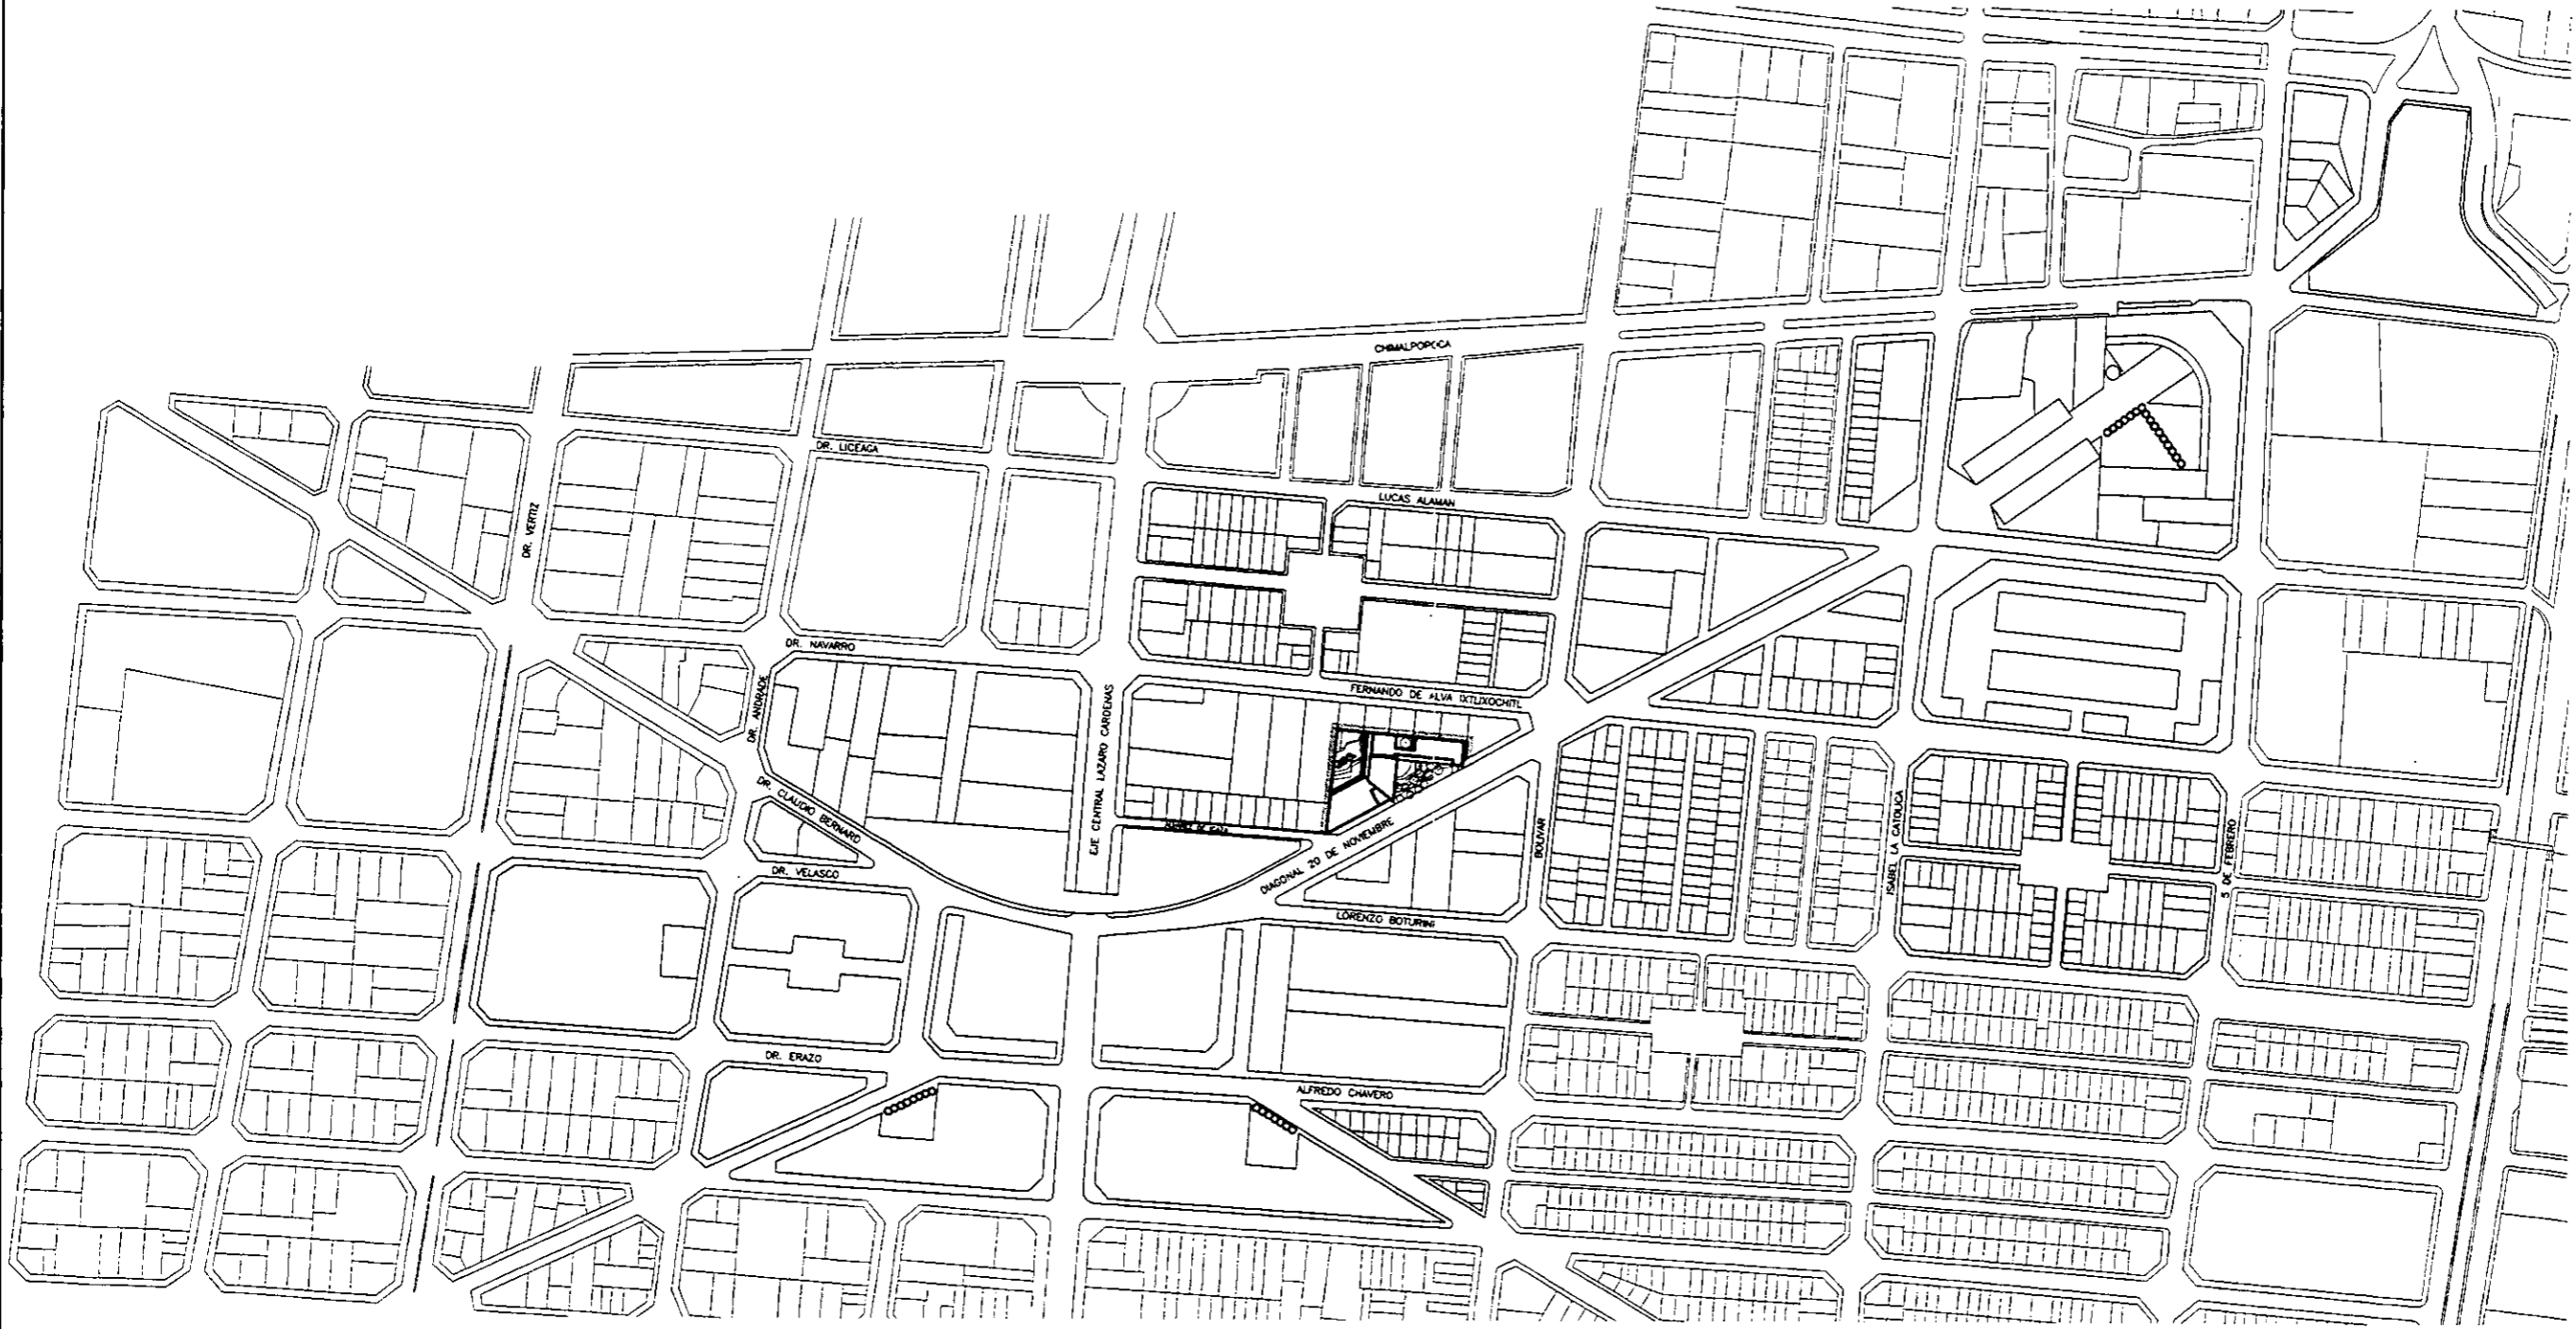 CHIMALPOPOCA
DR. LICEAGA
LUCAS ALAMAN
DR. VERTIZ
DR. NAVARRO
DR. ANDRADE
EJE CENTRAL LAZARO CARDENAS
FERNANDO DE ALVA IXTLIXOCHITL
DR. CLAUDIO BERNARD
DIAGONAL 20 DE NOVIEMBRE
BOLIVAR
ISABEL LA CATOLICA
5 DE FEBRERO
DR. VELASCO
LORENZO BOTURINI
DR. ERAZO
ALFREDO CHAVERO